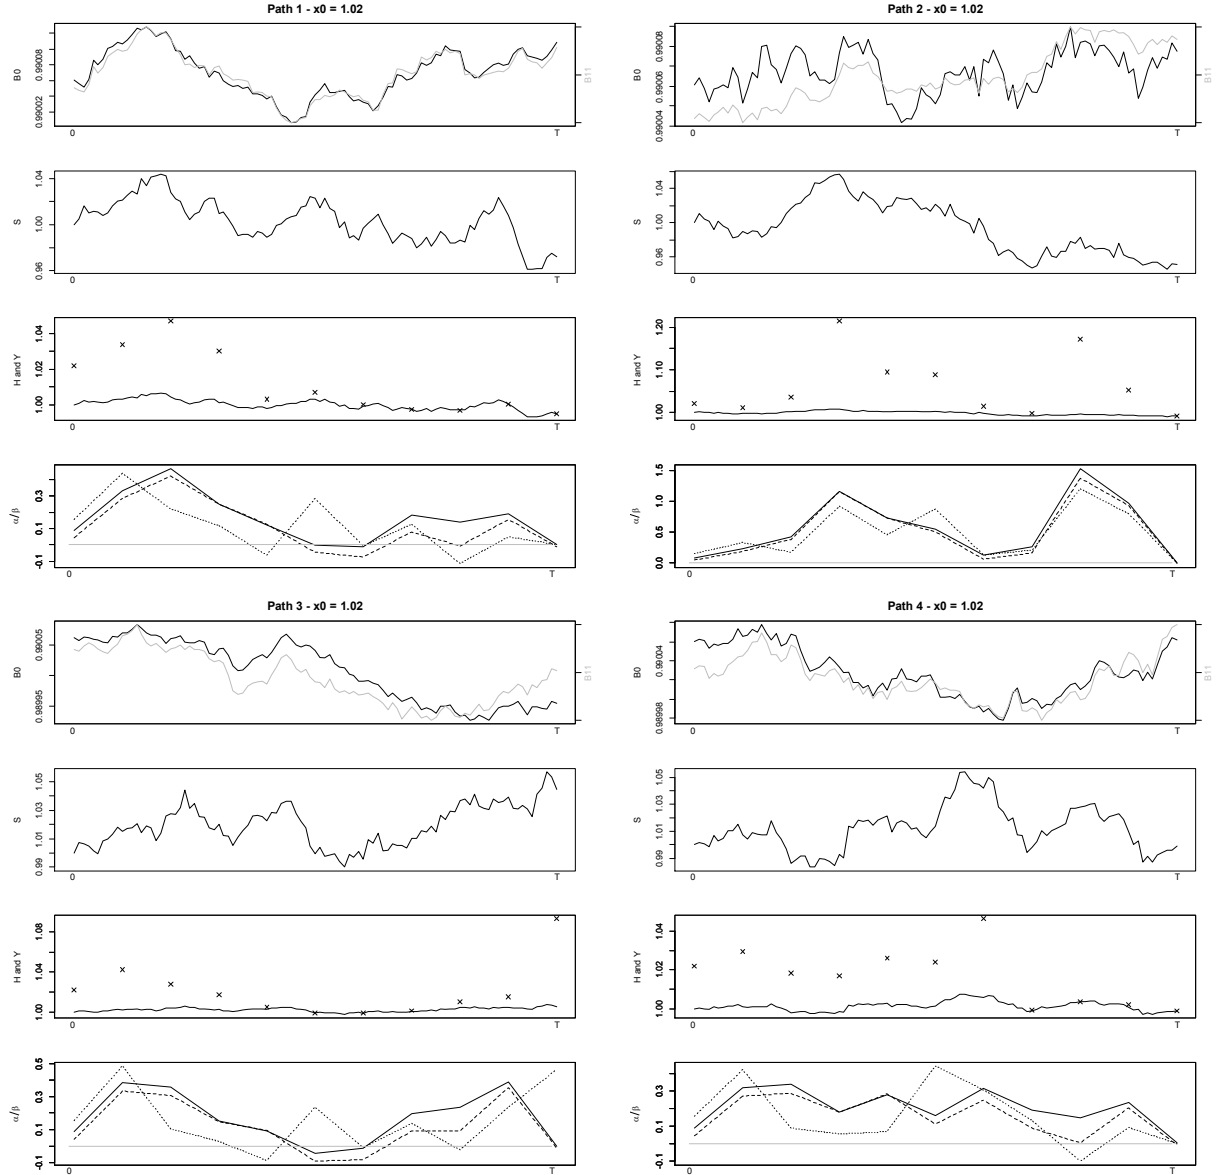 Path 1 - x0 = 1.02
B0
0.99002 0.99008
B11
0 T
S
0.96 1.00 1.04
0 T
H and Y
1.00 1.02 1.04
0 T
α/β
-0.1 0.1 0.3
0 T
Path 2 - x0 = 1.02
0.99004 0.99006 0.99008
B11
0 T
S
0.96 1.00 1.04
0 T
H and Y
1.00 1.10 1.20
0 T
α/β
0.0 0.5 1.0 1.5
0 T
Path 3 - x0 = 1.02
B0
0.98995 0.99005
B11
0 T
S
0.99 1.01 1.03 1.05
0 T
H and Y
1.00 1.04 1.08
0 T
α/β
-0.1 0.1 0.3 0.5
0 T
Path 4 - x0 = 1.02
B0
0.98998 0.99004
B11
0 T
S
0.99 1.01 1.03 1.05
0 T
H and Y
1.00 1.02 1.04
0 T
α/β
-0.1 0.1 0.3
0 T